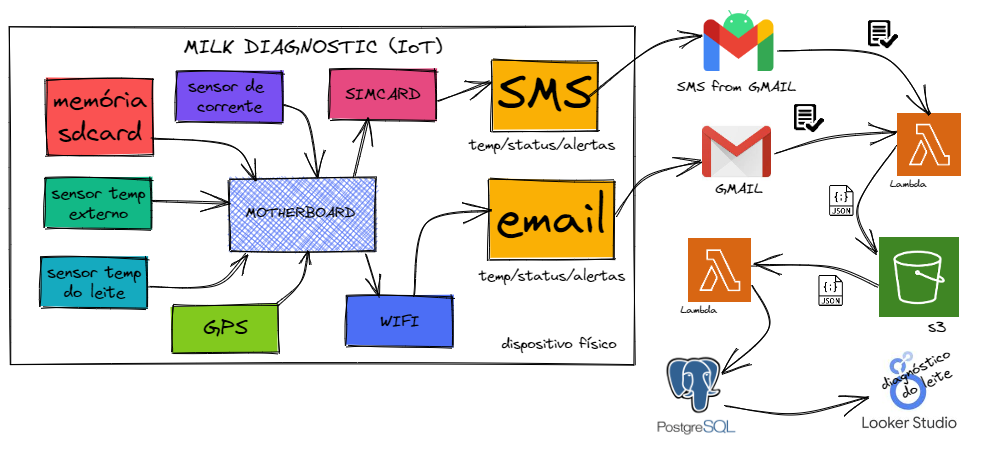 MILK DIAGNOSTIC (IoT)
memória
sdcard
sensor de
corrente
SIMCARD
SMS
temp/status/alertas
sensor temp
externo
MOTHERBOARD
email
temp/status/alertas
sensor temp
do leite
GPS
WIFI
dispositivo físico
SMS from GMAIL
GMAIL
Lambda
{;}
JSON
Lambda
{;}
JSON
s3
PostgreSQL
diagnóstico
do leite
Looker Studio